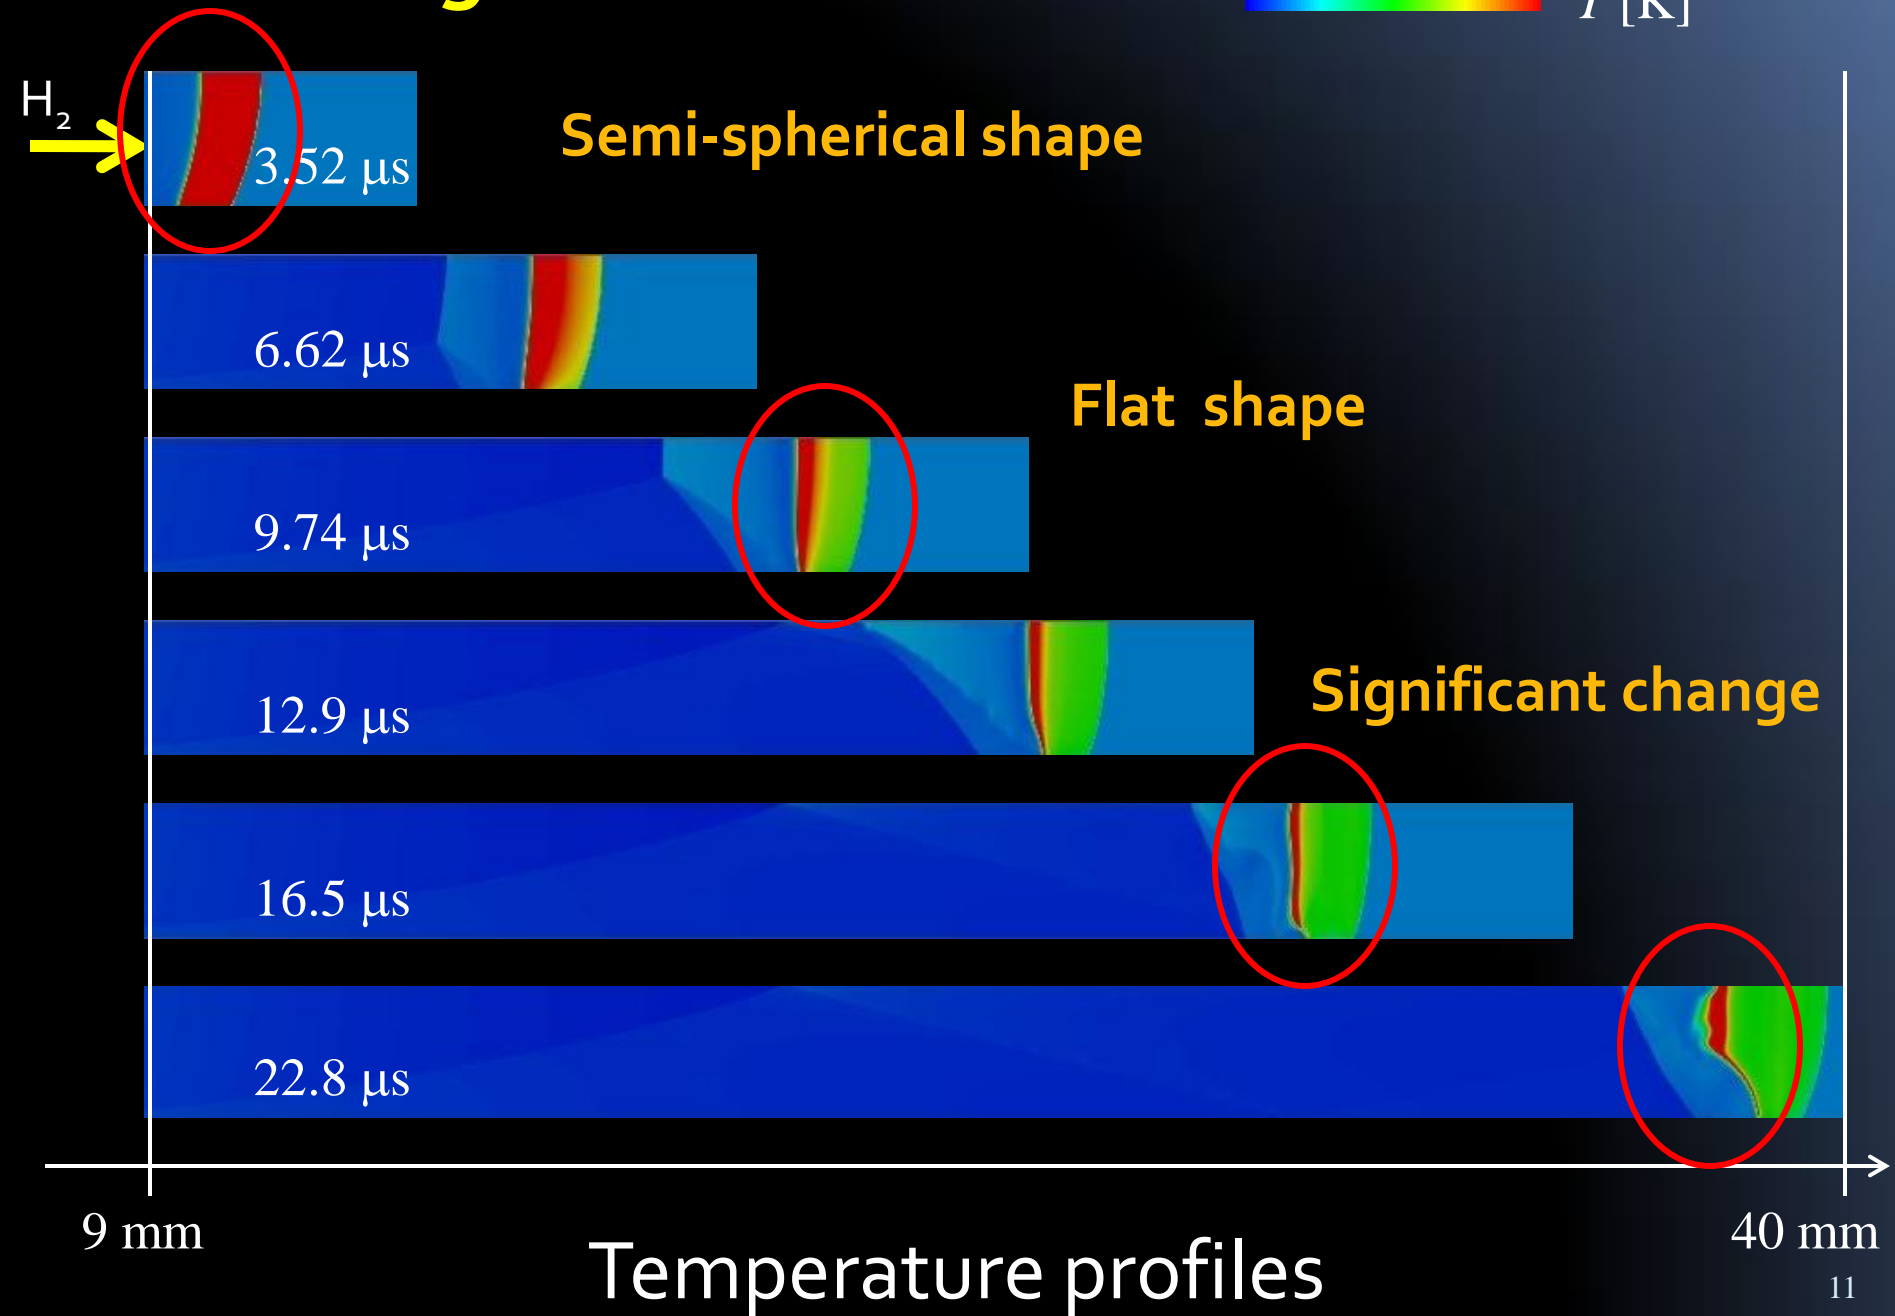 T [K]
H₂
3.52 µs
Semi-spherical shape
6.62 µs
Flat shape
9.74 µs
12.9 µs
Significant change
16.5 µs
22.8 µs
9 mm
40 mm
Temperature profiles
11